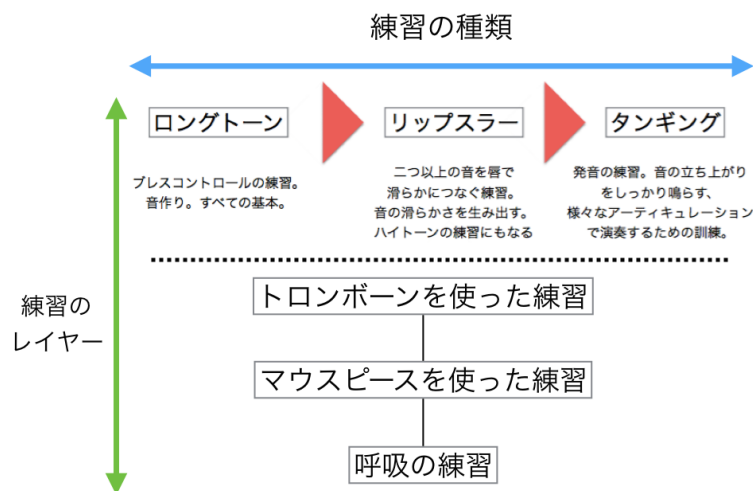 練習の種類
ロングトーン
リップスラー
タンギング
ブレスコントロールの練習。
音作り。すべての基本。
二つ以上の音を唇で
滑らかにつなぐ練習。
音の滑らかさを生み出す。
ハイトーンの練習にもなる
発音の練習。音の立ち上がり
をしっかり鳴らす、
様々なアーティキュレーション
で演奏するための訓練。
練習の
レイヤー
トロンボーンを使った練習
マウスピースを使った練習
呼吸の練習